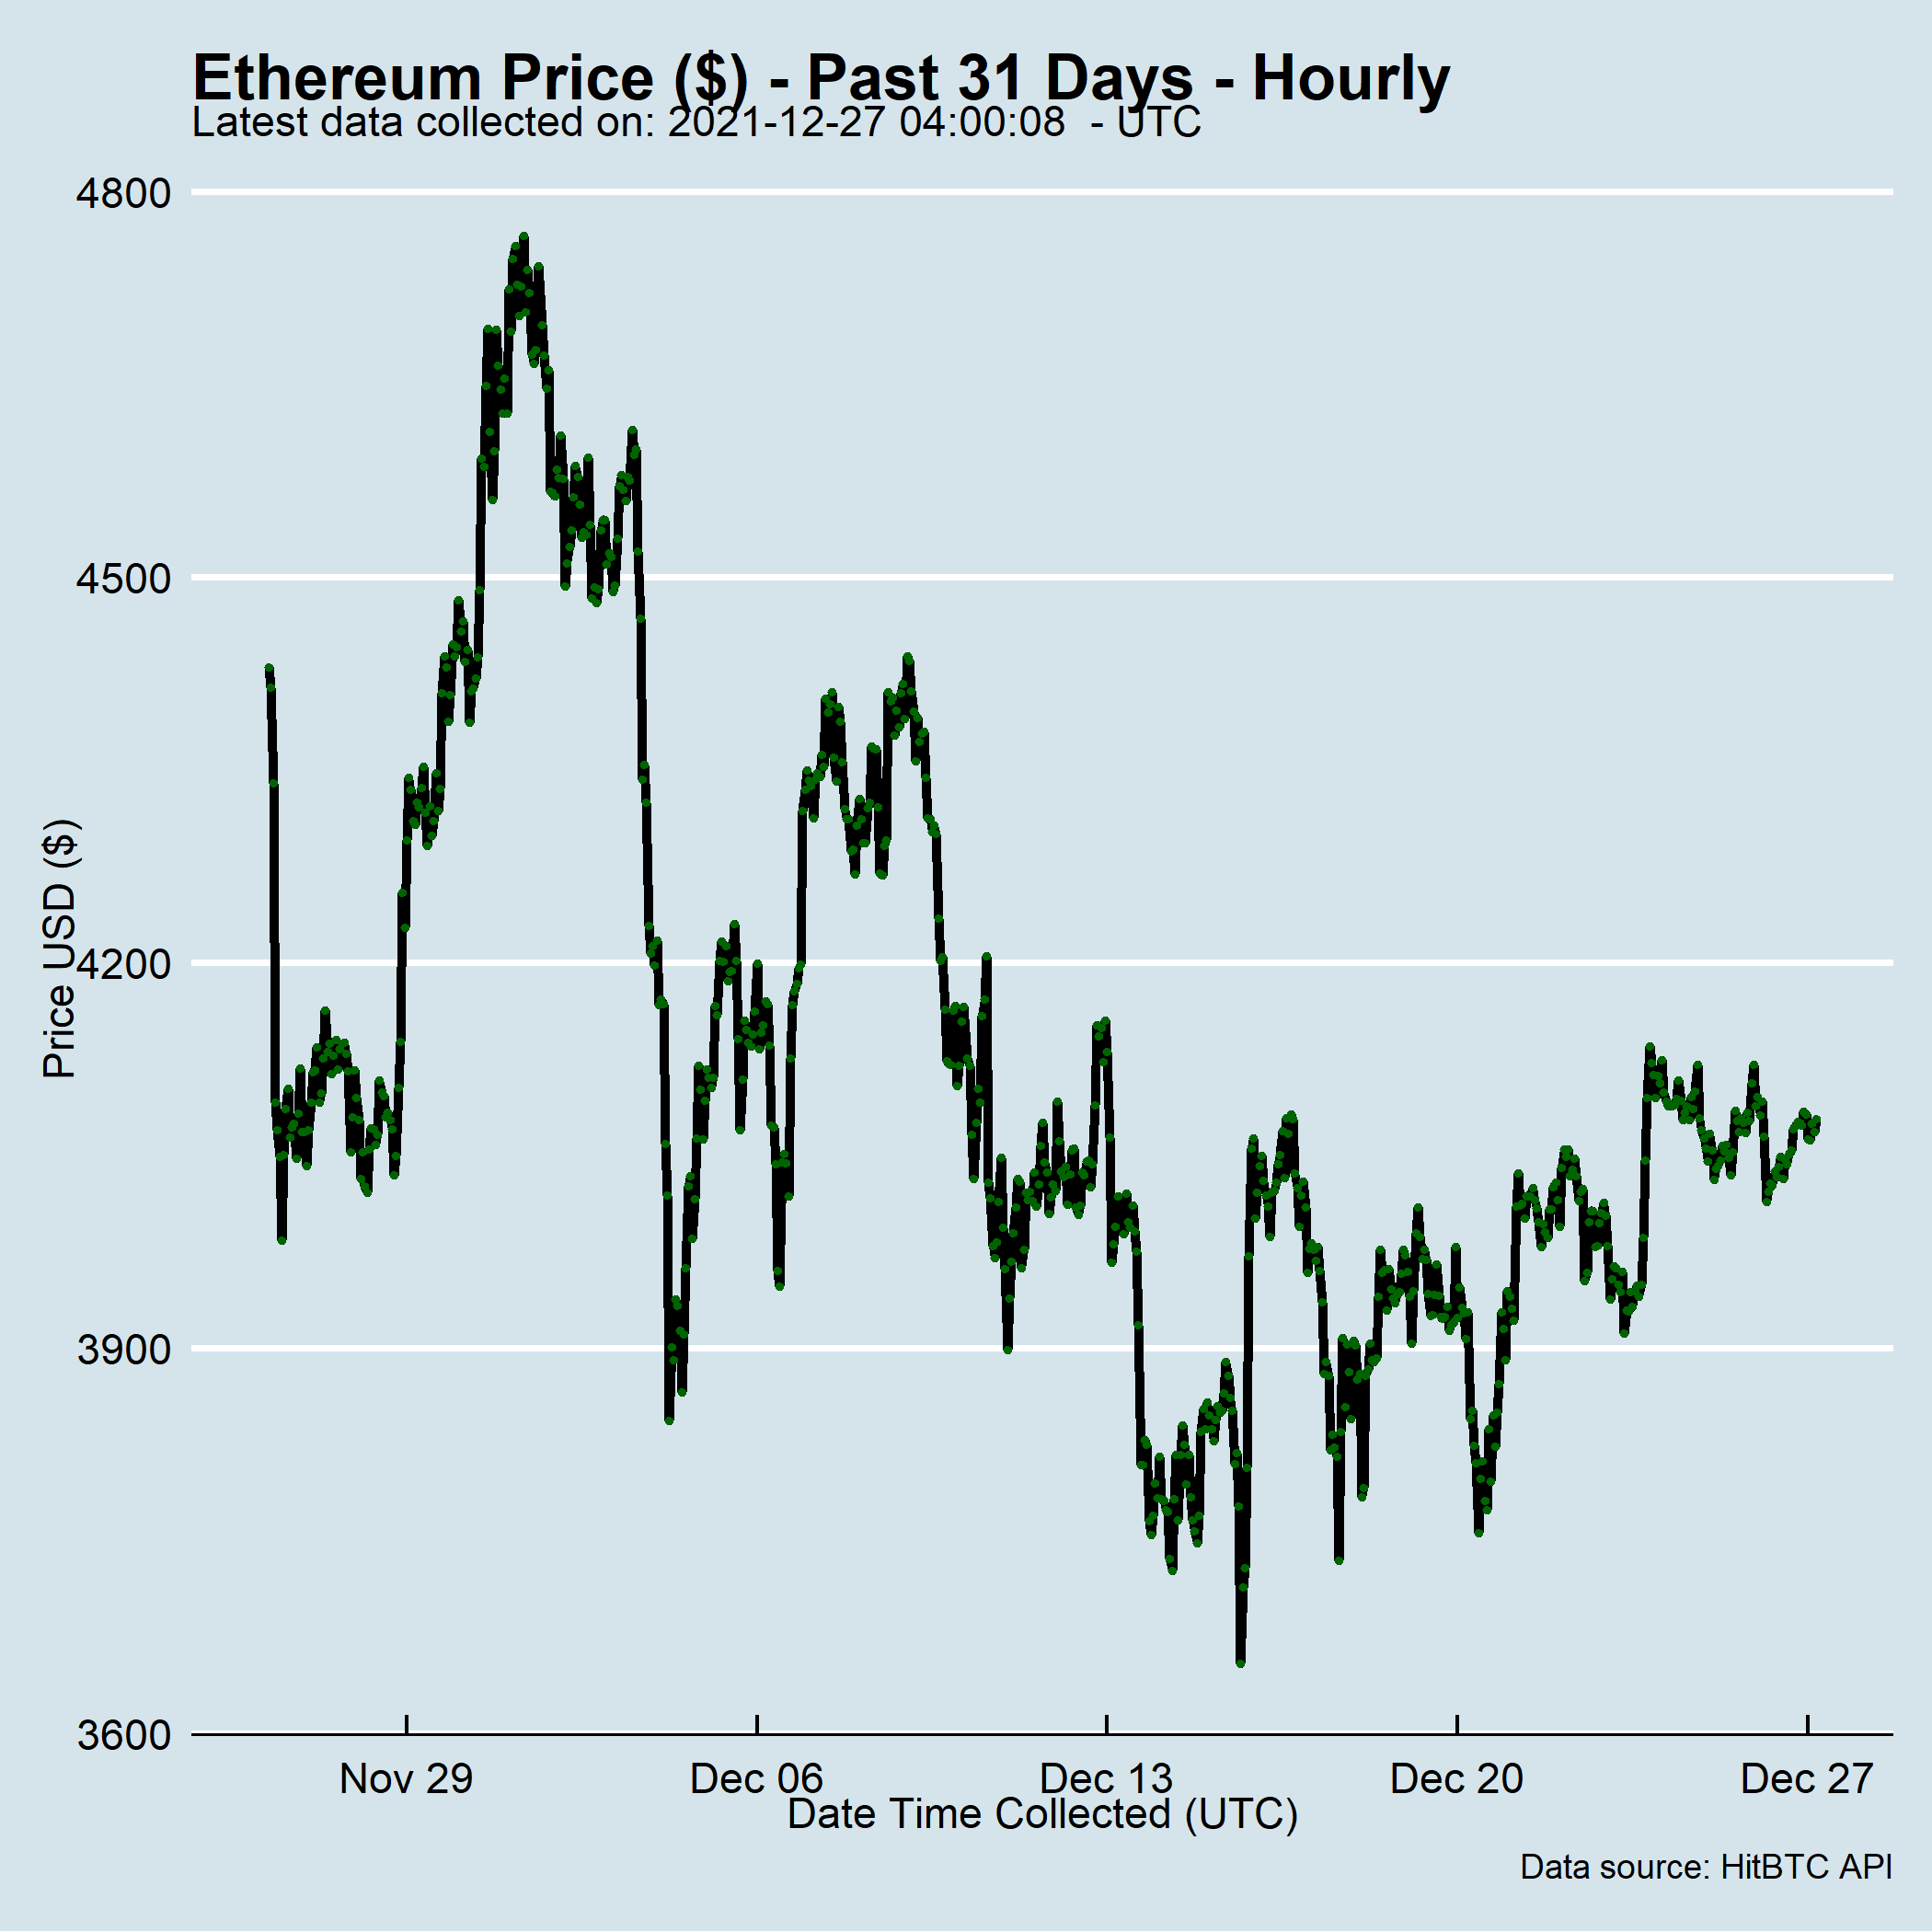 Ethereum Price ($) - Past 31 Days - Hourly
Latest data collected on: 2021-12-27 04:00:08  - UTC
4800
4500
4200
3900
3600
Price USD ($)
Nov 29
Dec 06
Dec 13
Dec 20
Dec 27
Date Time Collected (UTC)
Data source: HitBTC API